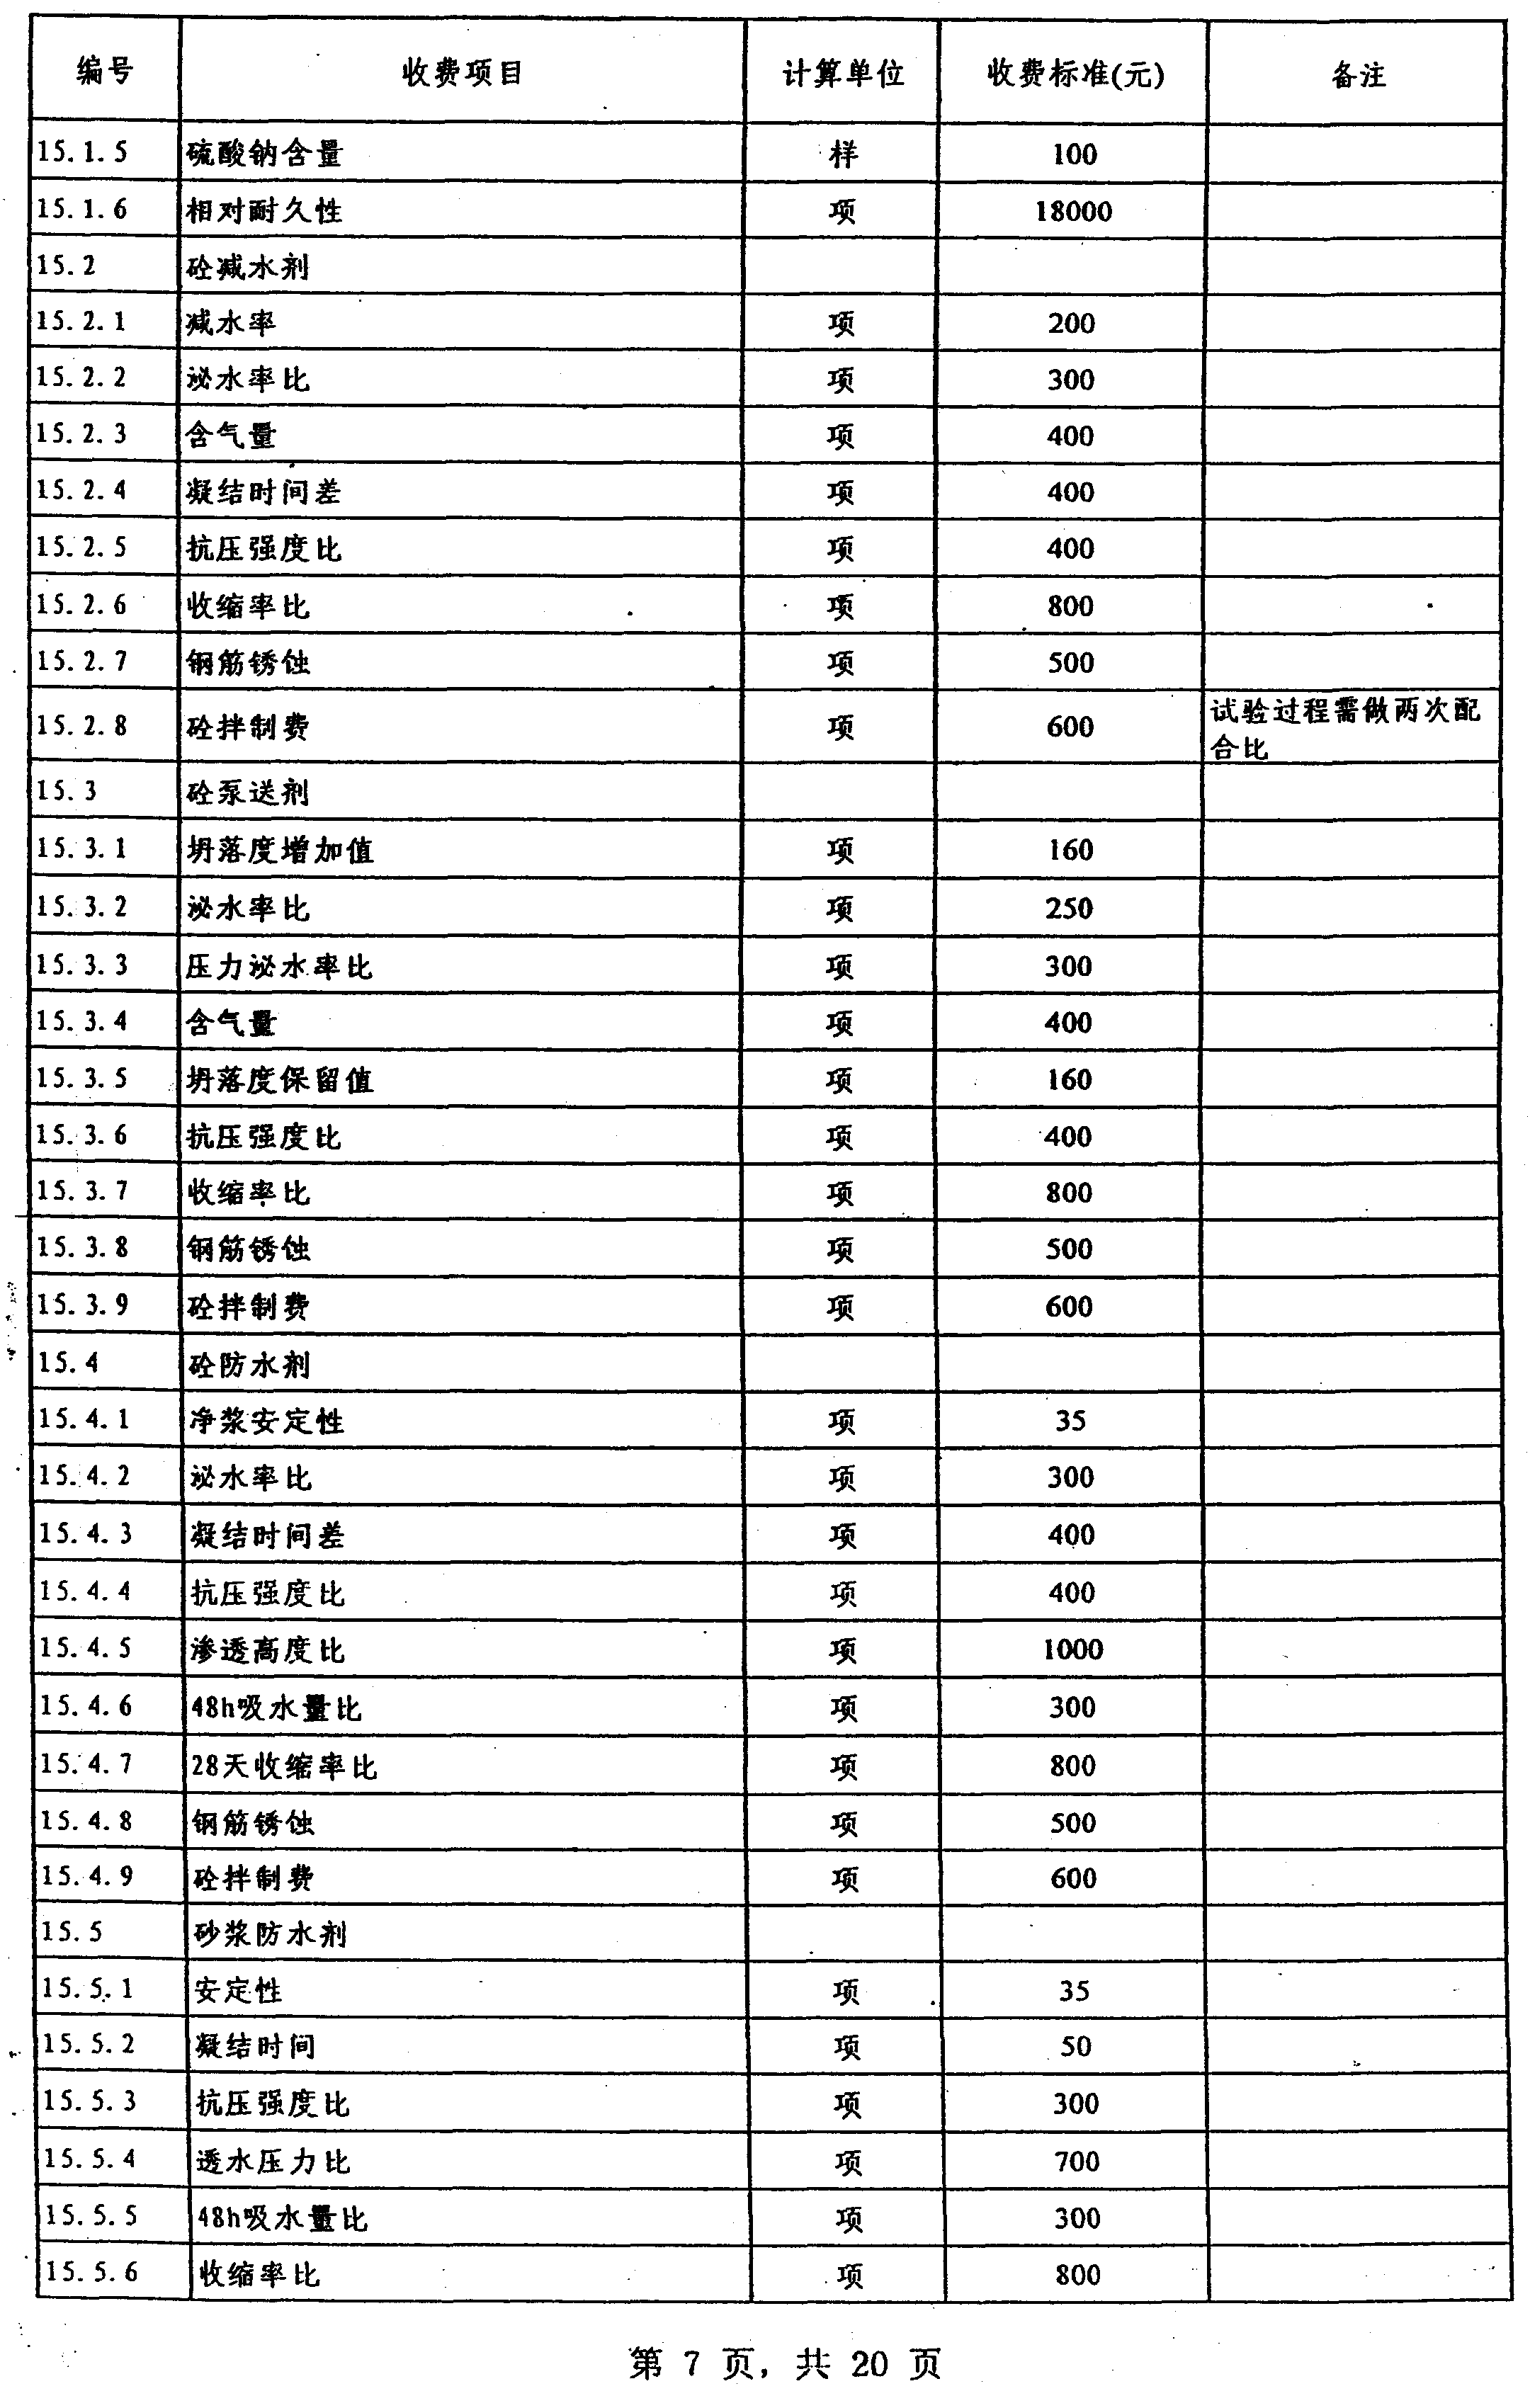 编号 收费项目 计算单位 收费标准(元) 备注
15.1.5 硫酸钠含量 样 100
15.1.6 相对耐久性 项 18000
15.2 砼减水剂
15.2.1 减水率 项 200
15.2.2 泌水率比 项 300
15.2.3 含气量 项 400
15.2.4 凝结时间差 项 400
15.2.5 抗压强度比 项 400
15.2.6 收缩率比 项 800
15.2.7 钢筋锈蚀 项 500
15.2.8 砼拌制费 项 600 试验过程需做两次配
合比
15.3 砼泵送剂
15.3.1 坍落度增加值 项 160
15.3.2 泌水率比 项 250
15.3.3 压力泌水率比 项 300
15.3.4 含气量 项 400
15.3.5 坍落度保留值 项 160
15.3.6 抗压强度比 项 400
15.3.7 收缩率比 项 800
15.3.8 钢筋锈蚀 项 500
15.3.9 砼拌制费 项 600
15.4 砼防水剂
15.4.1 净浆安定性 项 35
15.4.2 泌水率比 项 300
15.4.3 凝结时间差 项 400
15.4.4 抗压强度比 项 400
15.4.5 渗透高度比 项 1000
15.4.6 48h吸水量比 项 300
15.4.7 28天收缩率比 项 800
15.4.8 钢筋锈蚀 项 500
15.4.9 砼拌制费 项 600
15.5 砂浆防水剂
15.5.1 安定性 项 35
15.5.2 凝结时间 项 50
15.5.3 抗压强度比 项 300
15.5.4 透水压力比 项 700
15.5.5 48h吸水量比 项 300
15.5.6 收缩率比 项 800
第 7 页，共 20 页